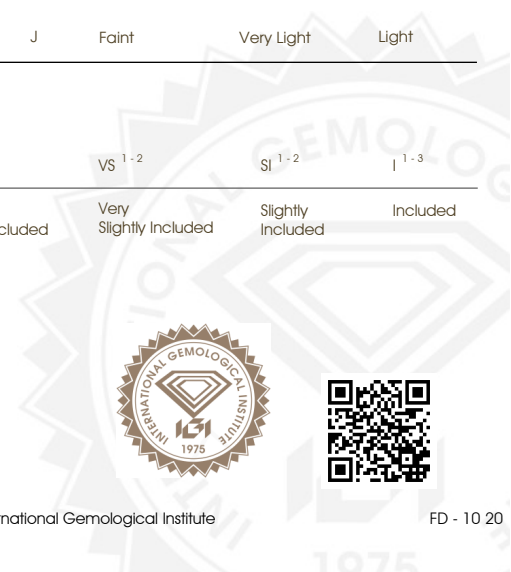 J Faint Very Light Light
VS 1 - 2 SI 1 - 2 I 1 - 3
Very Slightly Included
cluded Slightly Included Included
INTERNATIONAL GEMOLOGICAL INSTITUTE
IGI
1975
national Gemological Institute FD - 10 20
1975